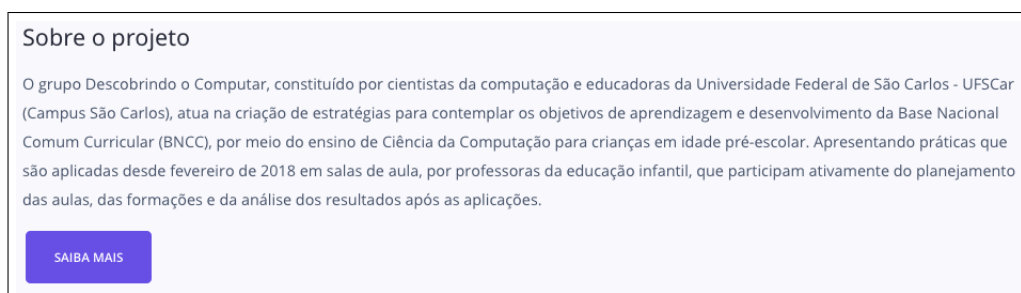 Sobre o projeto
O grupo Descobrindo o Computar, constituído por cientistas da computação e educadoras da Universidade Federal de São Carlos - UFSCar
(Campus São Carlos), atua na criação de estratégias para contemplar os objetivos de aprendizagem e desenvolvimento da Base Nacional
Comum Curricular (BNCC), por meio do ensino de Ciência da Computação para crianças em idade pré-escolar. Apresentando práticas que
são aplicadas desde fevereiro de 2018 em salas de aula, por professoras da educação infantil, que participam ativamente do planejamento
das aulas, das formações e da análise dos resultados após as aplicações.
SAIBA MAIS